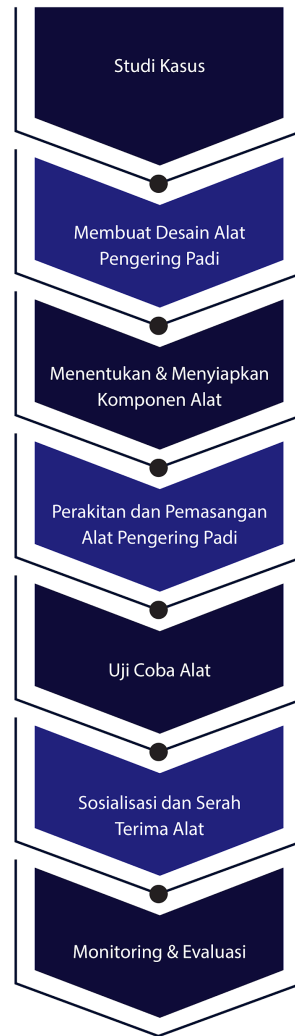 Studi Kasus
Membuat Desain Alat
Pengering Padi
Menentukan & Menyiapkan
Komponen Alat
Perakitan dan Pemasangan
Alat Pengering Padi
Uji Coba Alat
Sosialisasi dan Serah
Terima Alat
Monitoring & Evaluasi